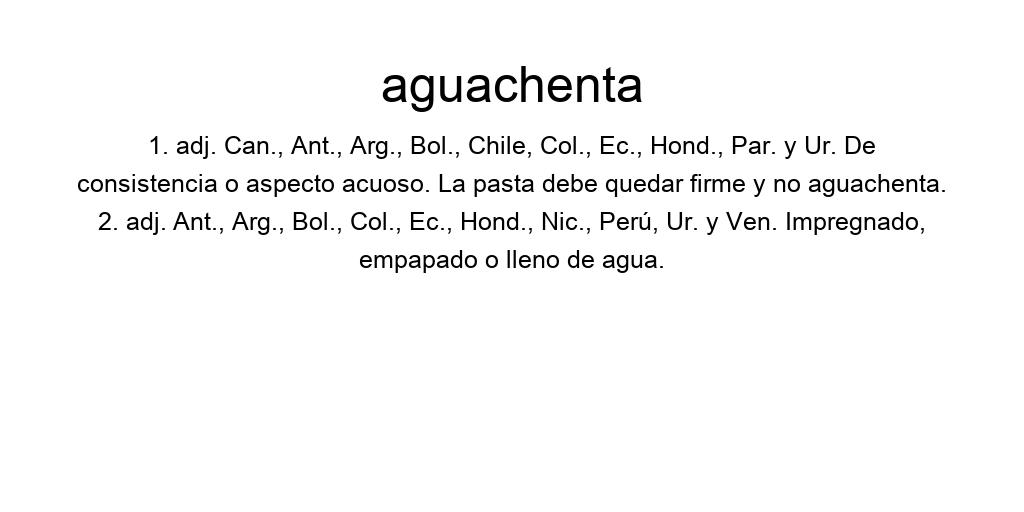 aguachenta
1. adj. Can., Ant., Arg., Bol., Chile, Col., Ec., Hond., Par. y Ur. De
consistencia o aspecto acuoso. La pasta debe quedar firme y no aguachenta.
2. adj. Ant., Arg., Bol., Col., Ec., Hond., Nic., Perú, Ur. y Ven. Impregnado,
empapado o lleno de agua.